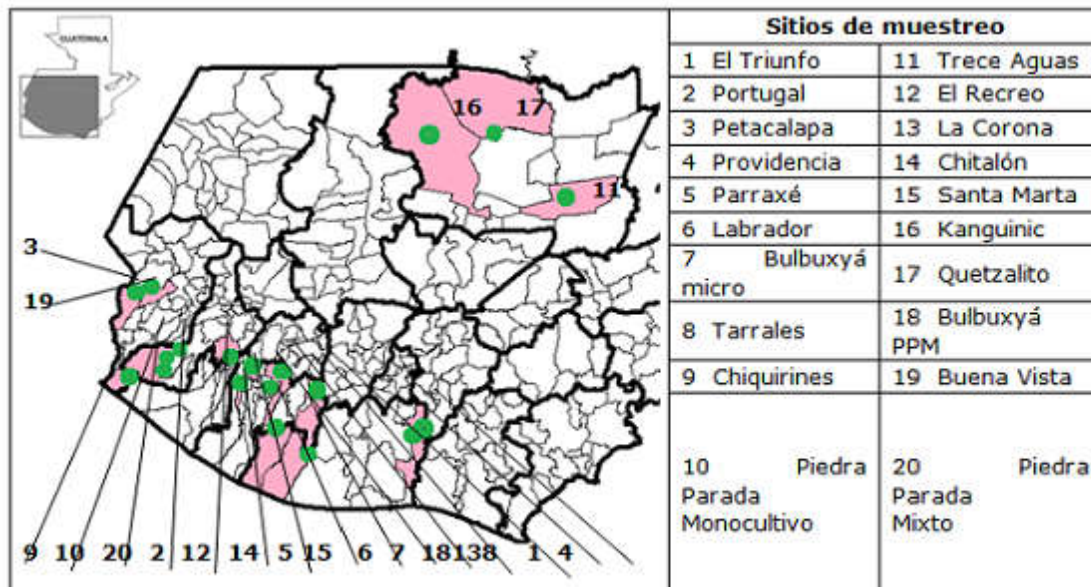 GUATEMALA
16 17
11
3
19
9 10 20 2 12 14 5 15 6 7 18 13 8 1 4
Sitios de muestreo
1 El Triunfo 11 Trece Aguas
2 Portugal 12 El Recreo
3 Petacalapa 13 La Corona
4 Providencia 14 Chitalón
5 Parraxé 15 Santa Marta
6 Labrador 16 Kanguinic
7 Bulbuxyá
micro
17 Quetzalito
8 Tarrales
18 Bulbuxyá
PPM
9 Chiquirines 19 Buena Vista
10 Piedra
Parada
Monocultivo
20 Piedra
Parada
Mixto